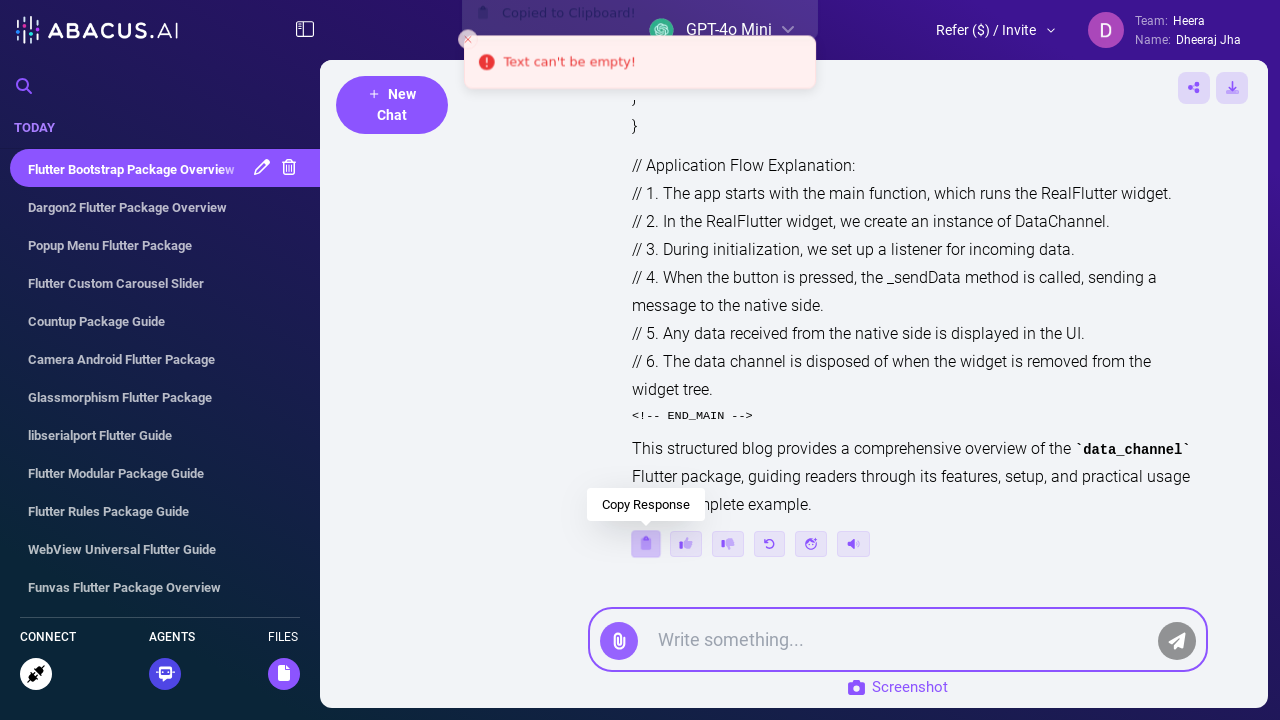 ABACUS.AI
Copied to Clipboard!
GPT-4o Mini
Text can't be empty!
Refer ($) / Invite
D
Team: Heera
Name: Dheeraj Jha
TODAY
Flutter Bootstrap Package Overview
Dargon2 Flutter Package Overview
Popup Menu Flutter Package
Flutter Custom Carousel Slider
Countup Package Guide
Camera Android Flutter Package
Glassmorphism Flutter Package
libserialport Flutter Guide
Flutter Modular Package Guide
Flutter Rules Package Guide
WebView Universal Flutter Guide
Funvas Flutter Package Overview
CONNECT
AGENTS
FILES
+ New
Chat
}
}
// Application Flow Explanation:
// 1. The app starts with the main function, which runs the RealFlutter widget.
// 2. In the RealFlutter widget, we create an instance of DataChannel.
// 3. During initialization, we set up a listener for incoming data.
// 4. When the button is pressed, the _sendData method is called, sending a
message to the native side.
// 5. Any data received from the native side is displayed in the UI.
// 6. The data channel is disposed of when the widget is removed from the
widget tree.
<!-- END_MAIN -->
This structured blog provides a comprehensive overview of the `data_channel`
Flutter package, guiding readers through its features, setup, and practical usage
mplete example.
Copy Response
Write something...
Screenshot